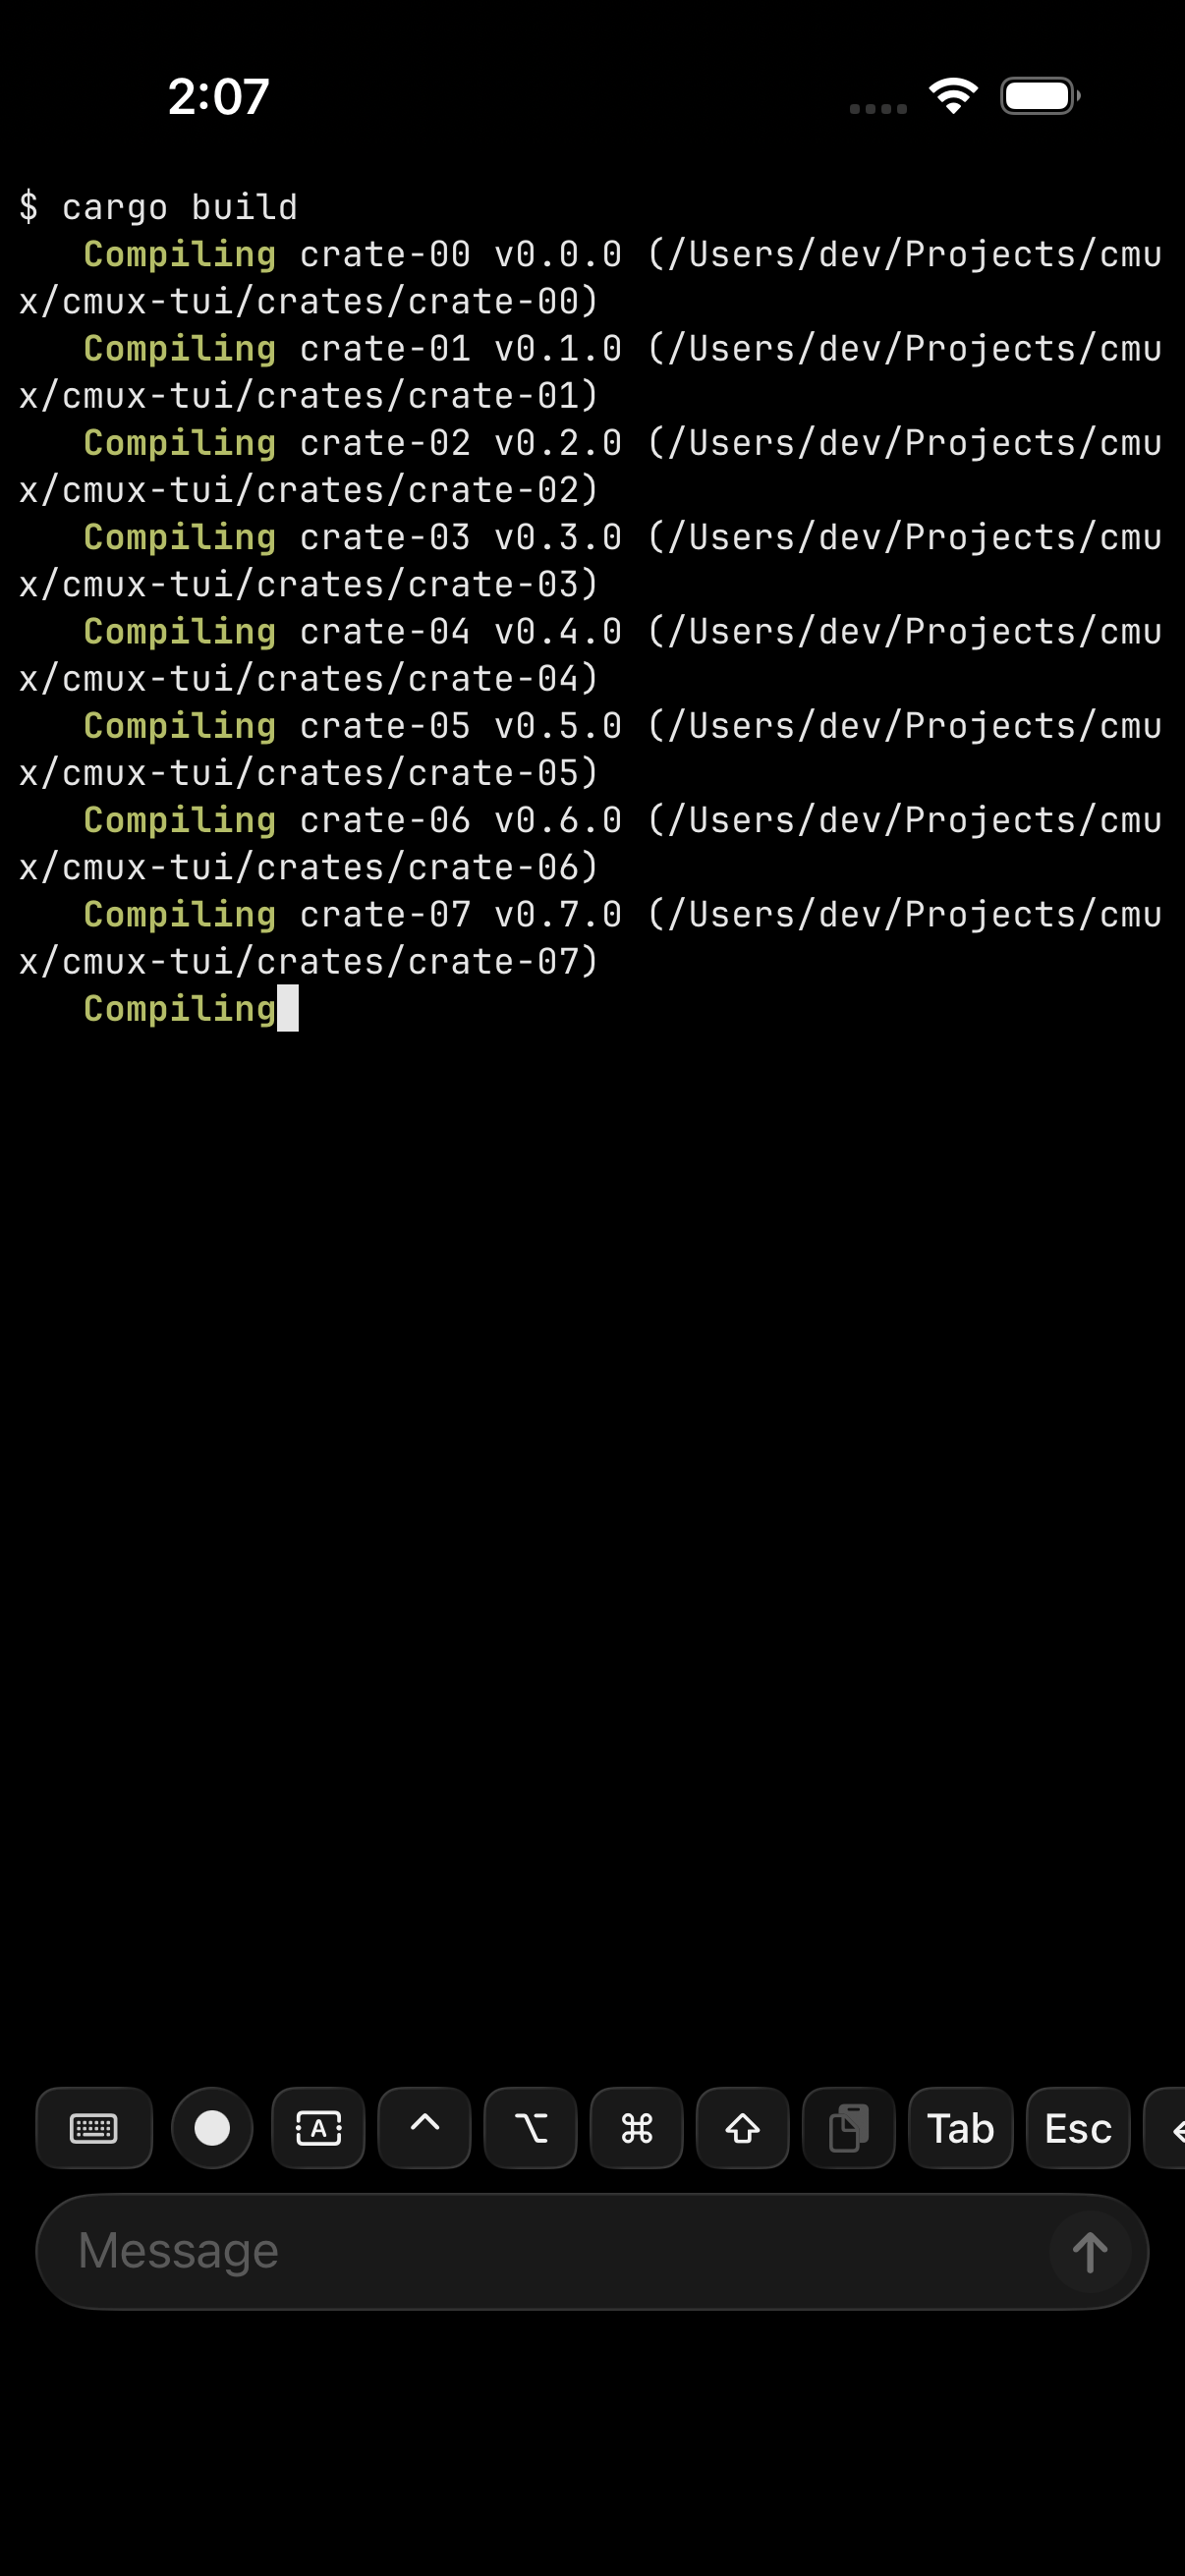 2:07
$ cargo build
   Compiling crate-00 v0.0.0 (/Users/dev/Projects/cmu
x/cmux-tui/crates/crate-00)
   Compiling crate-01 v0.1.0 (/Users/dev/Projects/cmu
x/cmux-tui/crates/crate-01)
   Compiling crate-02 v0.2.0 (/Users/dev/Projects/cmu
x/cmux-tui/crates/crate-02)
   Compiling crate-03 v0.3.0 (/Users/dev/Projects/cmu
x/cmux-tui/crates/crate-03)
   Compiling crate-04 v0.4.0 (/Users/dev/Projects/cmu
x/cmux-tui/crates/crate-04)
   Compiling crate-05 v0.5.0 (/Users/dev/Projects/cmu
x/cmux-tui/crates/crate-05)
   Compiling crate-06 v0.6.0 (/Users/dev/Projects/cmu
x/cmux-tui/crates/crate-06)
   Compiling crate-07 v0.7.0 (/Users/dev/Projects/cmu
x/cmux-tui/crates/crate-07)
   Compiling
A ^ ⌥ ⌘ ⇧ Tab Esc
Message